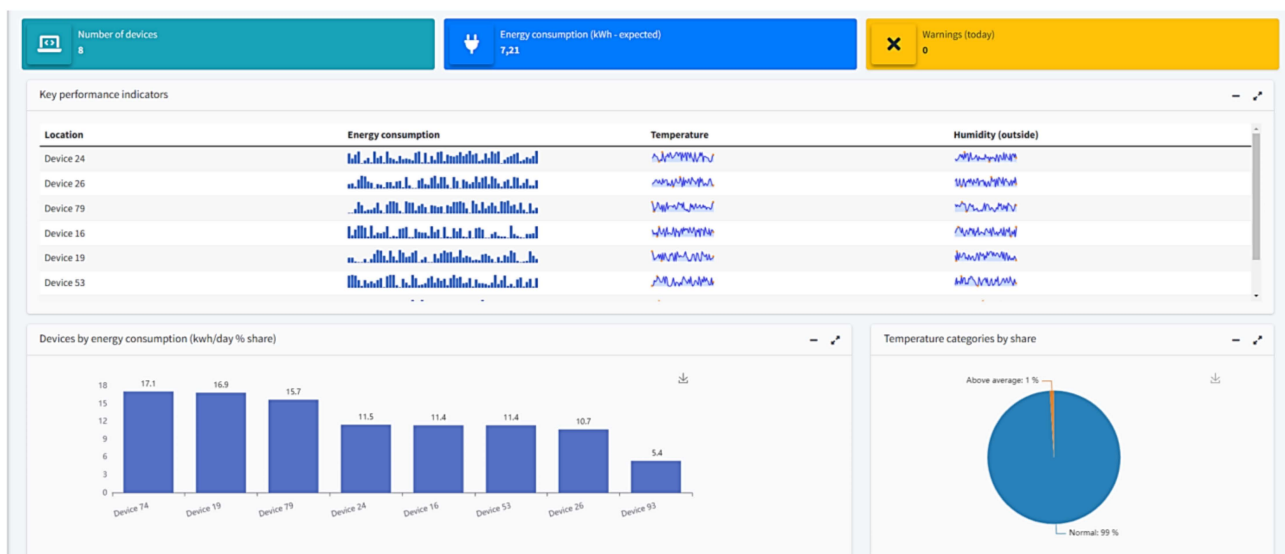 Number of devices
8
Energy consumption (kWh - expected)
7,21
Warnings (today)
0
Key performance indicators
Location Energy consumption Temperature Humidity (outside)
Device 24
Device 26
Device 79
Device 16
Device 19
Device 53
Devices by energy consumption (kwh/day % share)
18
15
12
9
6
3
0
17.1
16.9
15.7
11.5
11.4
11.4
10.7
5.4
Device 74
Device 19
Device 79
Device 24
Device 16
Device 53
Device 26
Device 93
Temperature categories by share
Above average: 1 %
Normal: 99 %